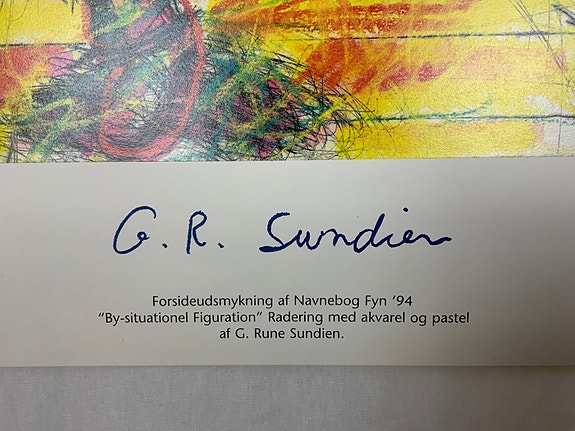 G. R. Sundien
Forsideudsmykning af Navnebog Fyn '94
"By-situationel Figuration" Radering med akvarel og pastel
af G. Rune Sundien.